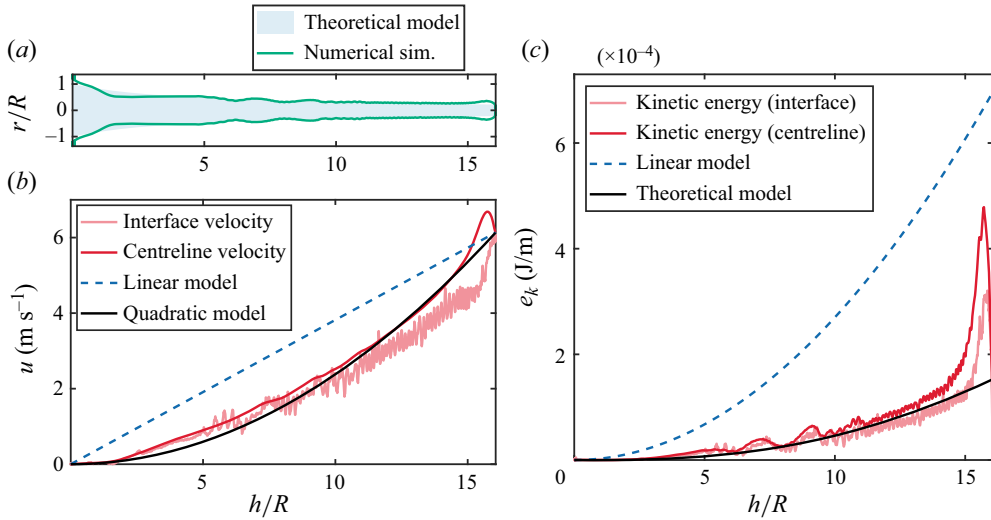 Theoretical model
Numerical sim.
(a)
1
0
−1
r/R
5
10
15
(b)
Interface velocity
Centreline velocity
Linear model
Quadratic model
6
4
2
0
u (m s⁻¹)
5
10
15
h/R
(c)
(×10⁻⁴)
Kinetic energy (interface)
Kinetic energy (centreline)
Linear model
Theoretical model
6
4
2
0
e_k (J/m)
5
10
15
h/R